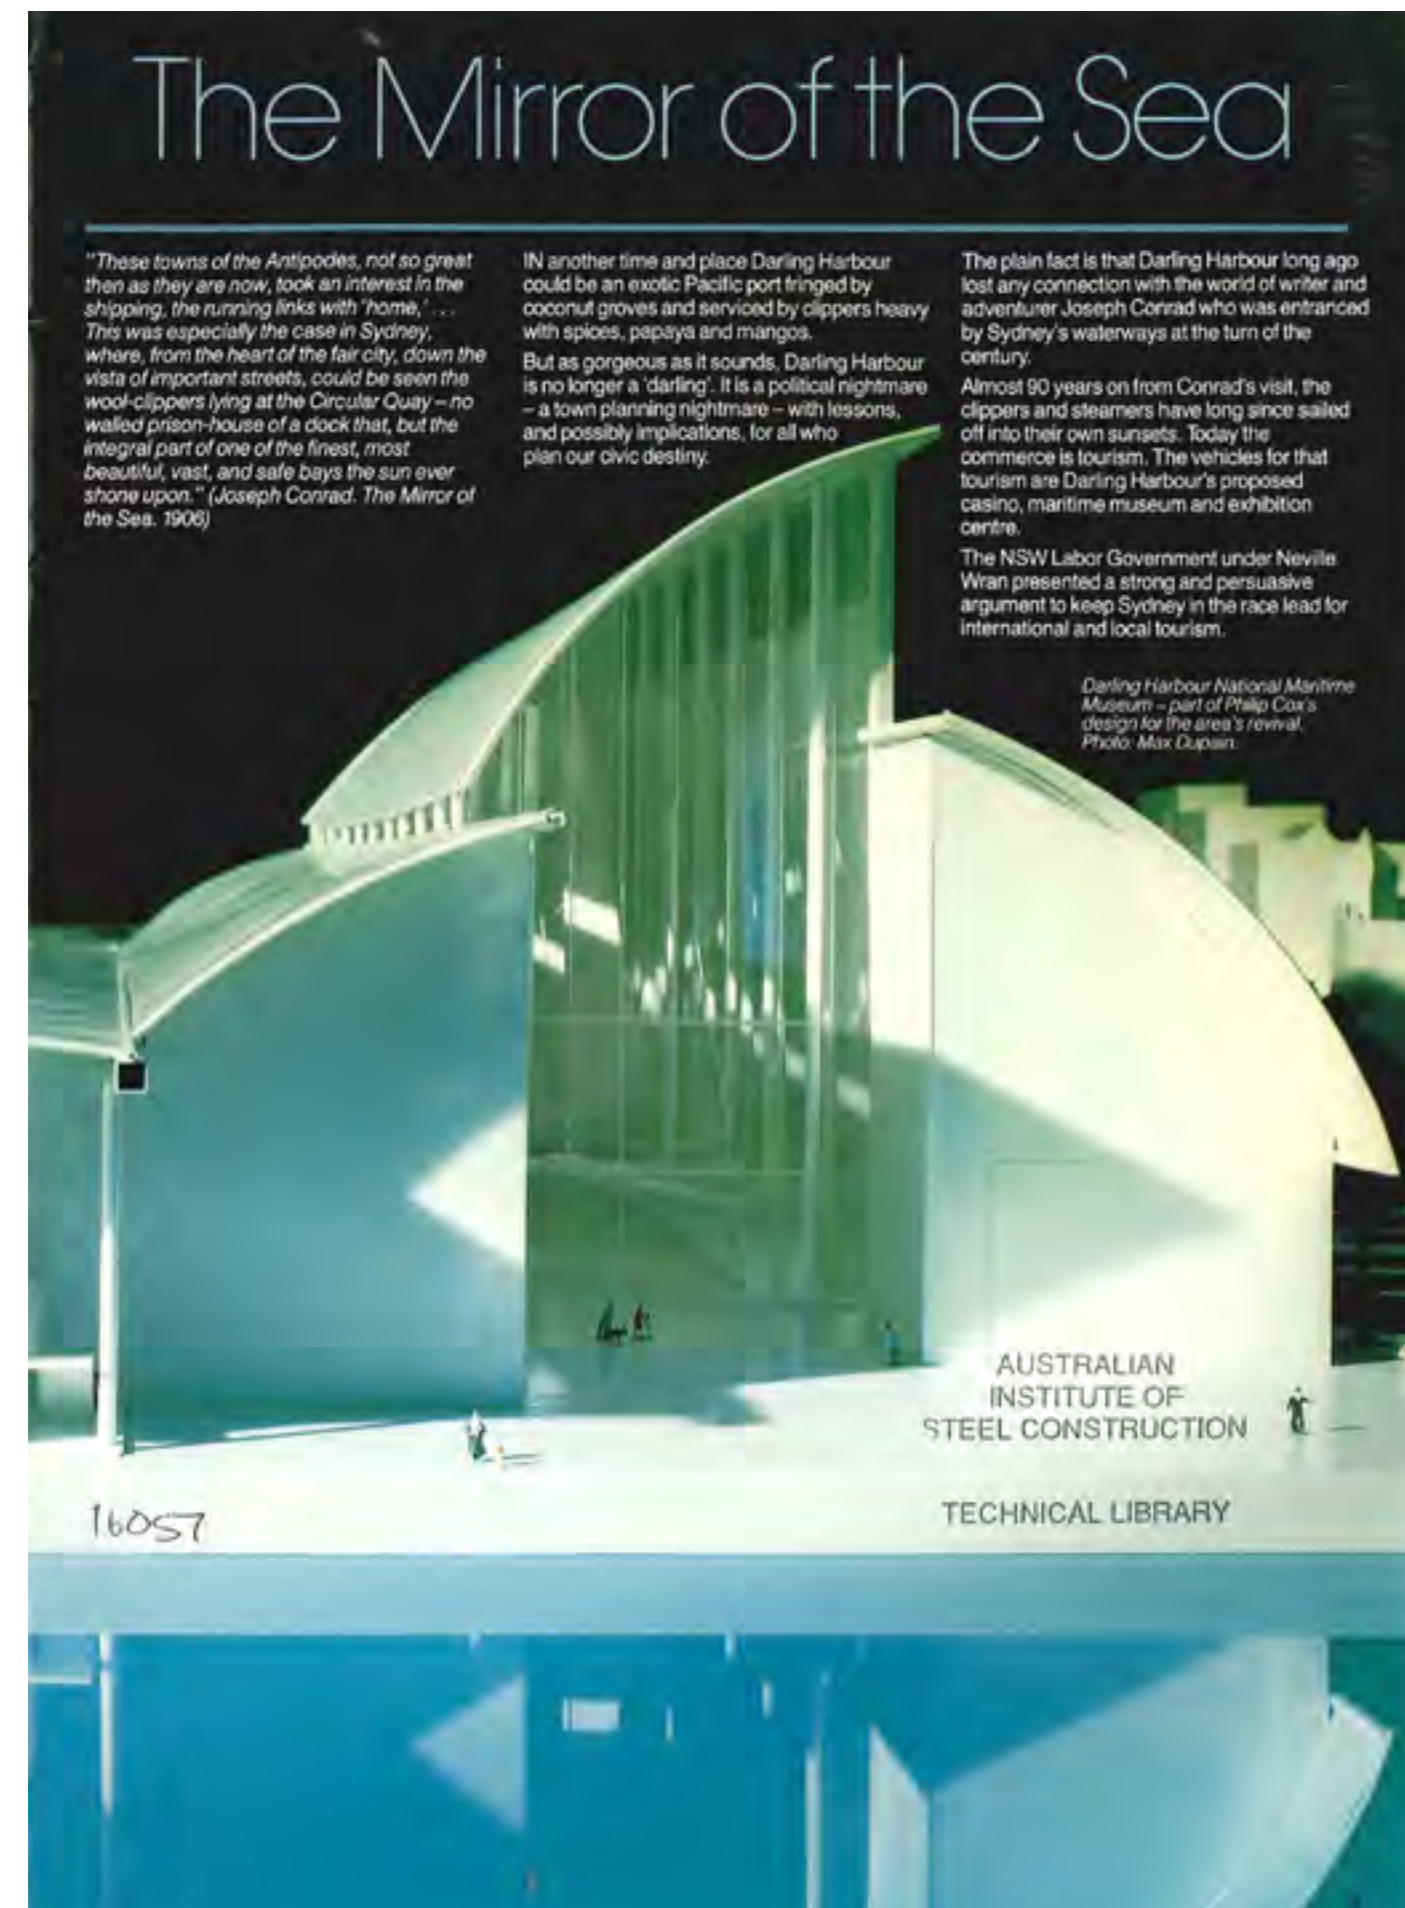 The Mirror of the Sea
"These towns of the Antipodes, not so great
then as they are now, took an interest in the
shipping, the running links with 'home,' . . .
This was especially the case in Sydney,
where, from the heart of the fair city, down the
vista of important streets, could be seen the
wool-clippers lying at the Circular Quay – no
walled prison-house of a dock that, but the
integral part of one of the finest, most
beautiful, vast, and safe bays the sun ever
shone upon." (Joseph Conrad. The Mirror of
the Sea. 1906)
IN another time and place Darling Harbour
could be an exotic Pacific port fringed by
coconut groves and serviced by clippers heavy
with spices, papaya and mangos.
But as gorgeous as it sounds, Darling Harbour
is no longer a 'darling'. It is a political nightmare
– a town planning nightmare – with lessons,
and possibly implications, for all who
plan our civic destiny.
The plain fact is that Darling Harbour long ago
lost any connection with the world of writer and
adventurer Joseph Conrad who was entranced
by Sydney's waterways at the turn of the
century.
Almost 90 years on from Conrad's visit, the
clippers and steamers have long since sailed
off into their own sunsets. Today the
commerce is tourism. The vehicles for that
tourism are Darling Harbour's proposed
casino, maritime museum and exhibition
centre.
The NSW Labor Government under Neville
Wran presented a strong and persuasive
argument to keep Sydney in the race lead for
international and local tourism.
Darling Harbour National Maritime
Museum – part of Philip Cox's
design for the area's revival.
Photo: Max Dupain.
AUSTRALIAN
INSTITUTE OF
STEEL CONSTRUCTION
TECHNICAL LIBRARY
16057